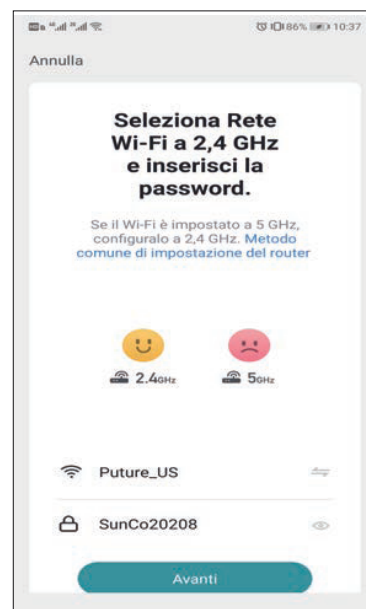 86% 10:37
Annulla
Seleziona Rete
Wi-Fi a 2,4 GHz
e inserisci la
password.
Se il Wi-Fi è impostato a 5 GHz,
configuralo a 2,4 GHz. Metodo
comune di impostazione del router
2.4GHz 5GHz
Puture_US
SunCo20208
Avanti